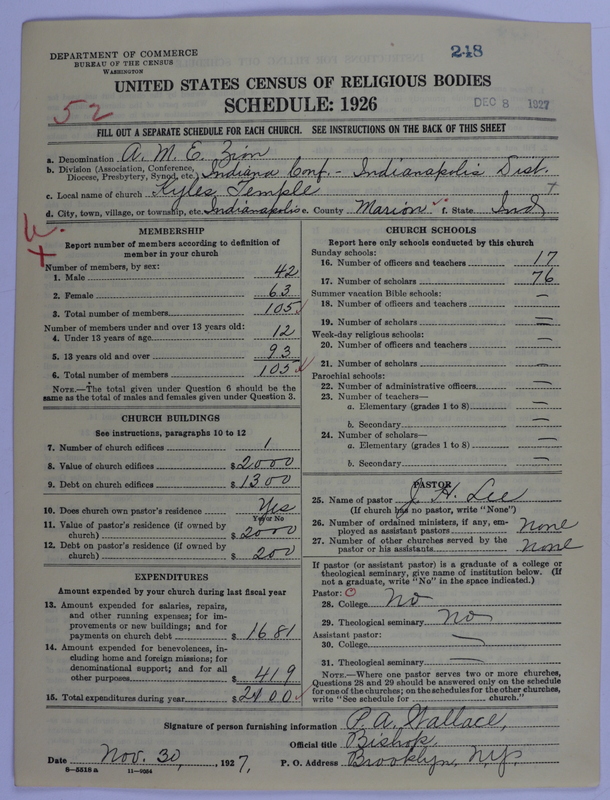 DEPARTMENT OF COMMERCE
BUREAU OF THE CENSUS
WASHINGTON
248
UNITED STATES CENSUS OF RELIGIOUS BODIES
SCHEDULE: 1926
DEC 8 1927
52
FILL OUT A SEPARATE SCHEDULE FOR EACH CHURCH. SEE INSTRUCTIONS ON THE BACK OF THIS SHEET
a. Denomination A. M. E. Zion
b. Division (Association, Conference, Diocese, Presbytery, Synod, etc.) Indiana Conf. - Indianapolis Dist.
c. Local name of church Kyles Temple
d. City, town, village, or township, etc. Indianapolis e. County Marion f. State Ind
MEMBERSHIP
Report number of members according to definition of
member in your church
Number of members, by sex:
1. Male 42
2. Female 63
3. Total number of members 105
Number of members under and over 13 years old:
4. Under 13 years of age 12
5. 13 years old and over 93
6. Total number of members 105
NOTE.—The total given under Question 6 should be the
same as the total of males and females given under Question 3.
CHURCH BUILDINGS
See instructions, paragraphs 10 to 12
7. Number of church edifices 1
8. Value of church edifices $2000
9. Debt on church edifices $1300
10. Does church own pastor's residence Yes
Yes or No
11. Value of pastor's residence (if owned by
church) $2000
12. Debt on pastor's residence (if owned by
church) $200
EXPENDITURES
Amount expended by your church during last fiscal year
13. Amount expended for salaries, repairs,
and other running expenses; for im-
provements or new buildings; and for
payments on church debt $1681
14. Amount expended for benevolences, in-
cluding home and foreign missions; for
denominational support; and for all
other purposes $419
15. Total expenditures during year $2100
CHURCH SCHOOLS
Report here only schools conducted by this church
Sunday schools:
16. Number of officers and teachers 17
17. Number of scholars 76
Summer vacation Bible schools:
18. Number of officers and teachers —
19. Number of scholars —
Week-day religious schools:
20. Number of officers and teachers —
21. Number of scholars —
Parochial schools:
22. Number of administrative officers —
23. Number of teachers—
a. Elementary (grades 1 to 8) —
b. Secondary —
24. Number of scholars—
a. Elementary (grades 1 to 8) —
b. Secondary —
PASTOR
25. Name of pastor J. H. Lee
(If church has no pastor, write "None")
26. Number of ordained ministers, if any, em-
ployed as assistant pastors None
27. Number of other churches served by the
pastor or his assistants None
If pastor (or assistant pastor) is a graduate of a college or
theological seminary, give name of institution below. (If
not a graduate, write "No" in the space indicated.)
Pastor:
28. College No
29. Theological seminary No
Assistant pastor:
30. College —
31. Theological seminary —
NOTE.—Where one pastor serves two or more churches,
Questions 28 and 29 should be answered only on the schedule
for one of the churches; on the schedules for the other churches,
write "See schedule for ____ church."
Signature of person furnishing information P. A. Wallace,
Official title Bishop,
Date Nov. 30, 1927, P. O. Address Brooklyn, N.Y.
8-5518 a 11-9064